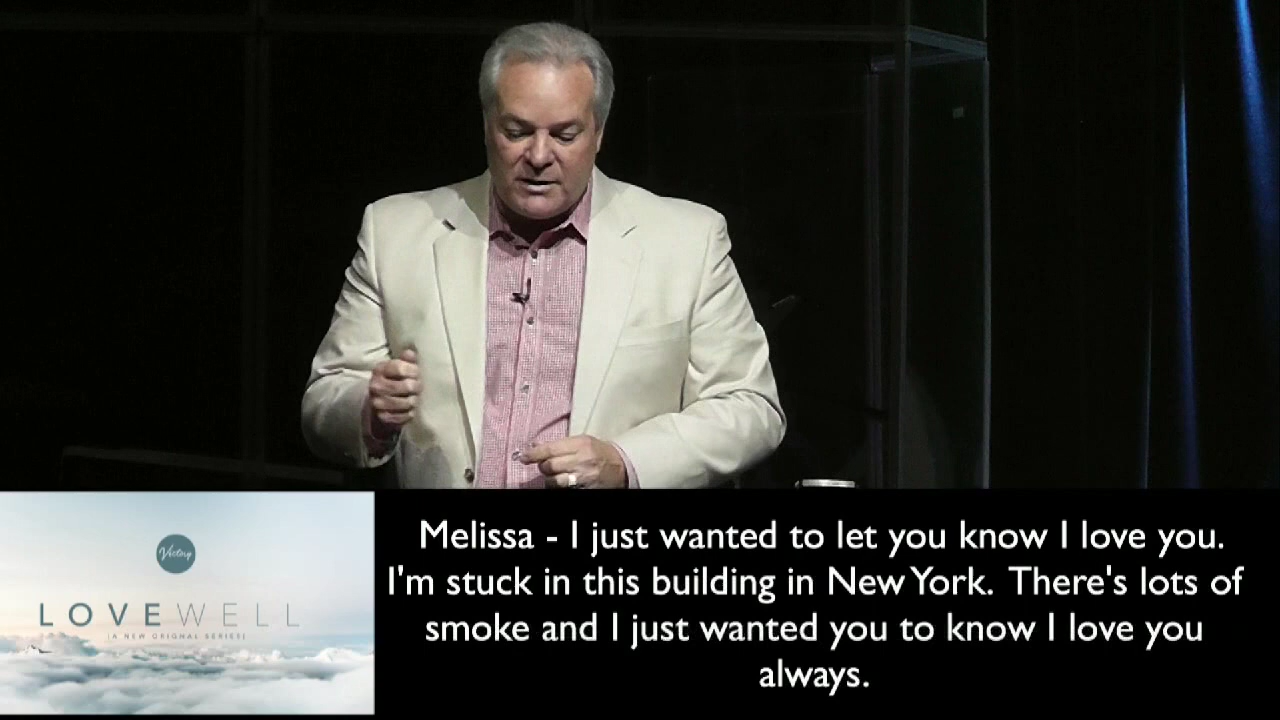 Victory
LOVEWELL
[A NEW ORIGINAL SERIES]
Melissa - I just wanted to let you know I love you.
I'm stuck in this building in New York. There's lots of
smoke and I just wanted you to know I love you
always.